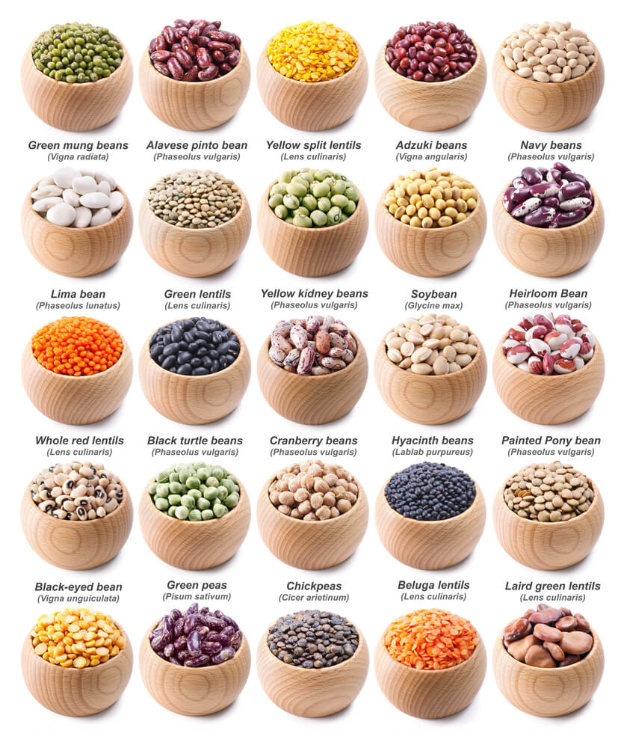 Green mung beans
(Vigna radiata)
Alavese pinto bean
(Phaseolus vulgaris)
Yellow split lentils
(Lens culinaris)
Adzuki beans
(Vigna angularis)
Navy beans
(Phaseolus vulgaris)
Lima bean
(Phaseolus lunatus)
Green lentils
(Lens culinaris)
Yellow kidney beans
(Phaseolus vulgaris)
Soybean
(Glycine max)
Heirloom Bean
(Phaseolus vulgaris)
Whole red lentils
(Lens culinaris)
Black turtle beans
(Phaseolus vulgaris)
Cranberry beans
(Phaseolus vulgaris)
Hyacinth beans
(Lablab purpureus)
Painted Pony bean
(Phaseolus vulgaris)
Black-eyed bean
(Vigna unguiculata)
Green peas
(Pisum sativum)
Chickpeas
(Cicer arietinum)
Beluga lentils
(Lens culinaris)
Laird green lentils
(Lens culinaris)